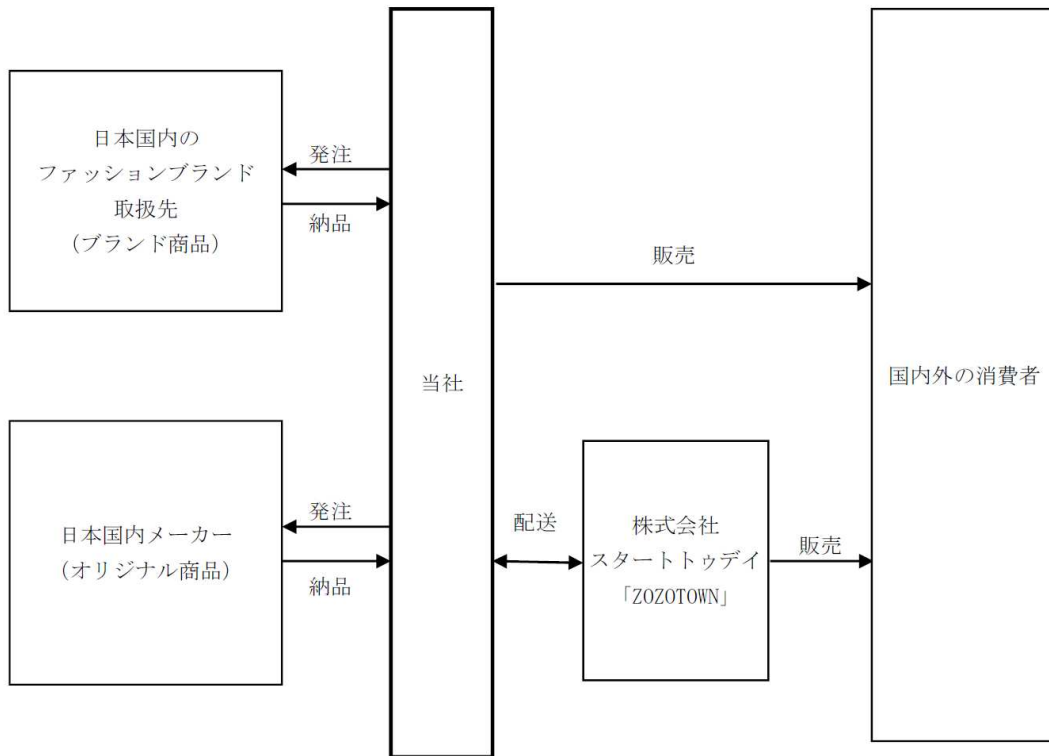 日本国内の
ファッションブランド
取扱先
(ブランド商品)
発注
納品
日本国内メーカー
(オリジナル商品)
発注
納品
当社
販売
配送
株式会社
スタートトゥデイ
「ZOZOTOWN」
販売
国内外の消費者